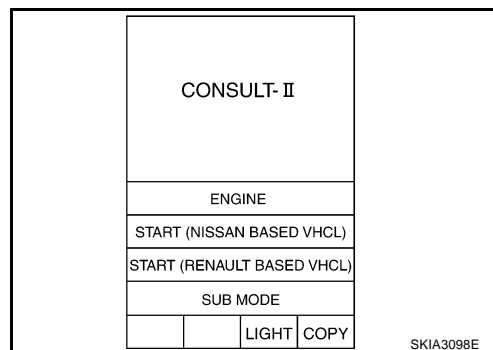 CONSULT-II
ENGINE
START (NISSAN BASED VHCL)
START (RENAULT BASED VHCL)
SUB MODE
LIGHT COPY
SKIA3098E